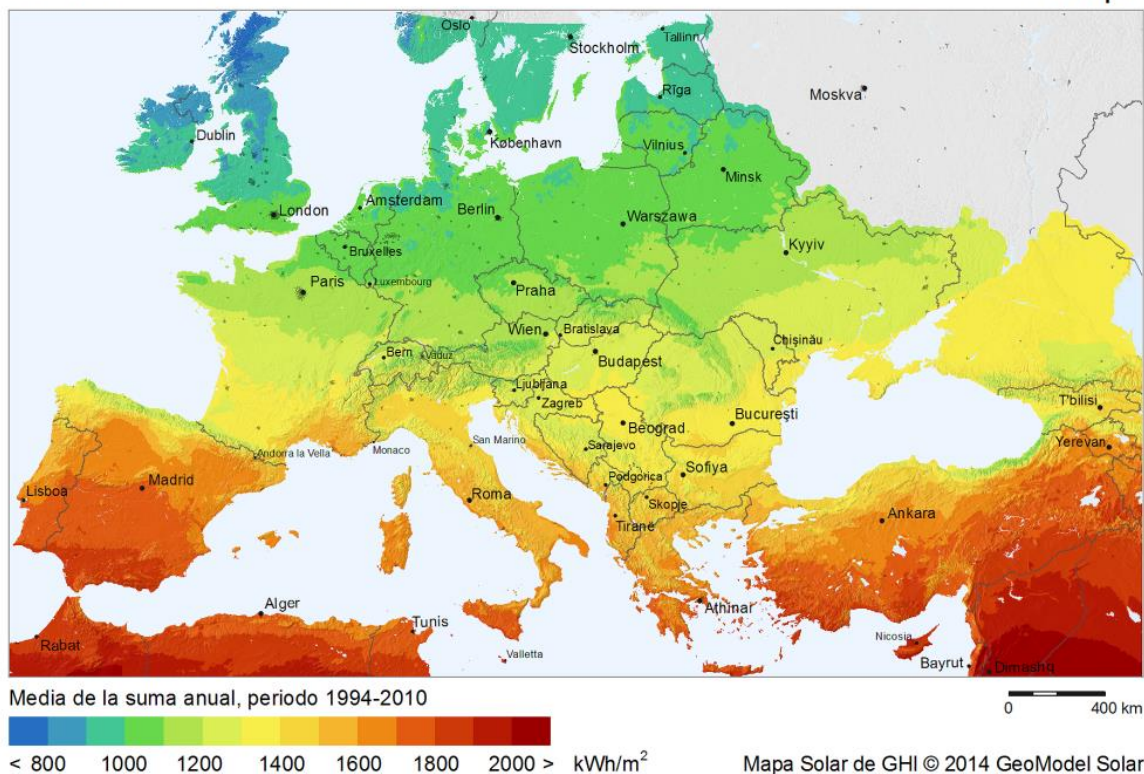 Oslo
Stockholm
Tallinn
Rīga
Moskva
Dublin
København
Vilnius
Minsk
London
Amsterdam
Berlin
Warszawa
Bruxelles
Kyyiv
Paris
Luxembourg
Praha
Wien
Bratislava
Chişinău
Bern
Vaduz
Budapest
Ljubljana
Zagreb
T'bilisi
Beograd
Bucureşti
San Marino
Monaco
Sarajevo
Andorra la Vella
Yerevan
Madrid
Podgorica
Sofiya
Lisboa
Roma
Skopje
Tirane
Ankara
Alger
Athinar
Tunis
Rabat
Nicosia
Valletta
Bayrut
Dimashq
Media de la suma anual, periodo 1994-2010
0 400 km
< 800 1000 1200 1400 1600 1800 2000 > kWh/m²
Mapa Solar de GHI © 2014 GeoModel Solar